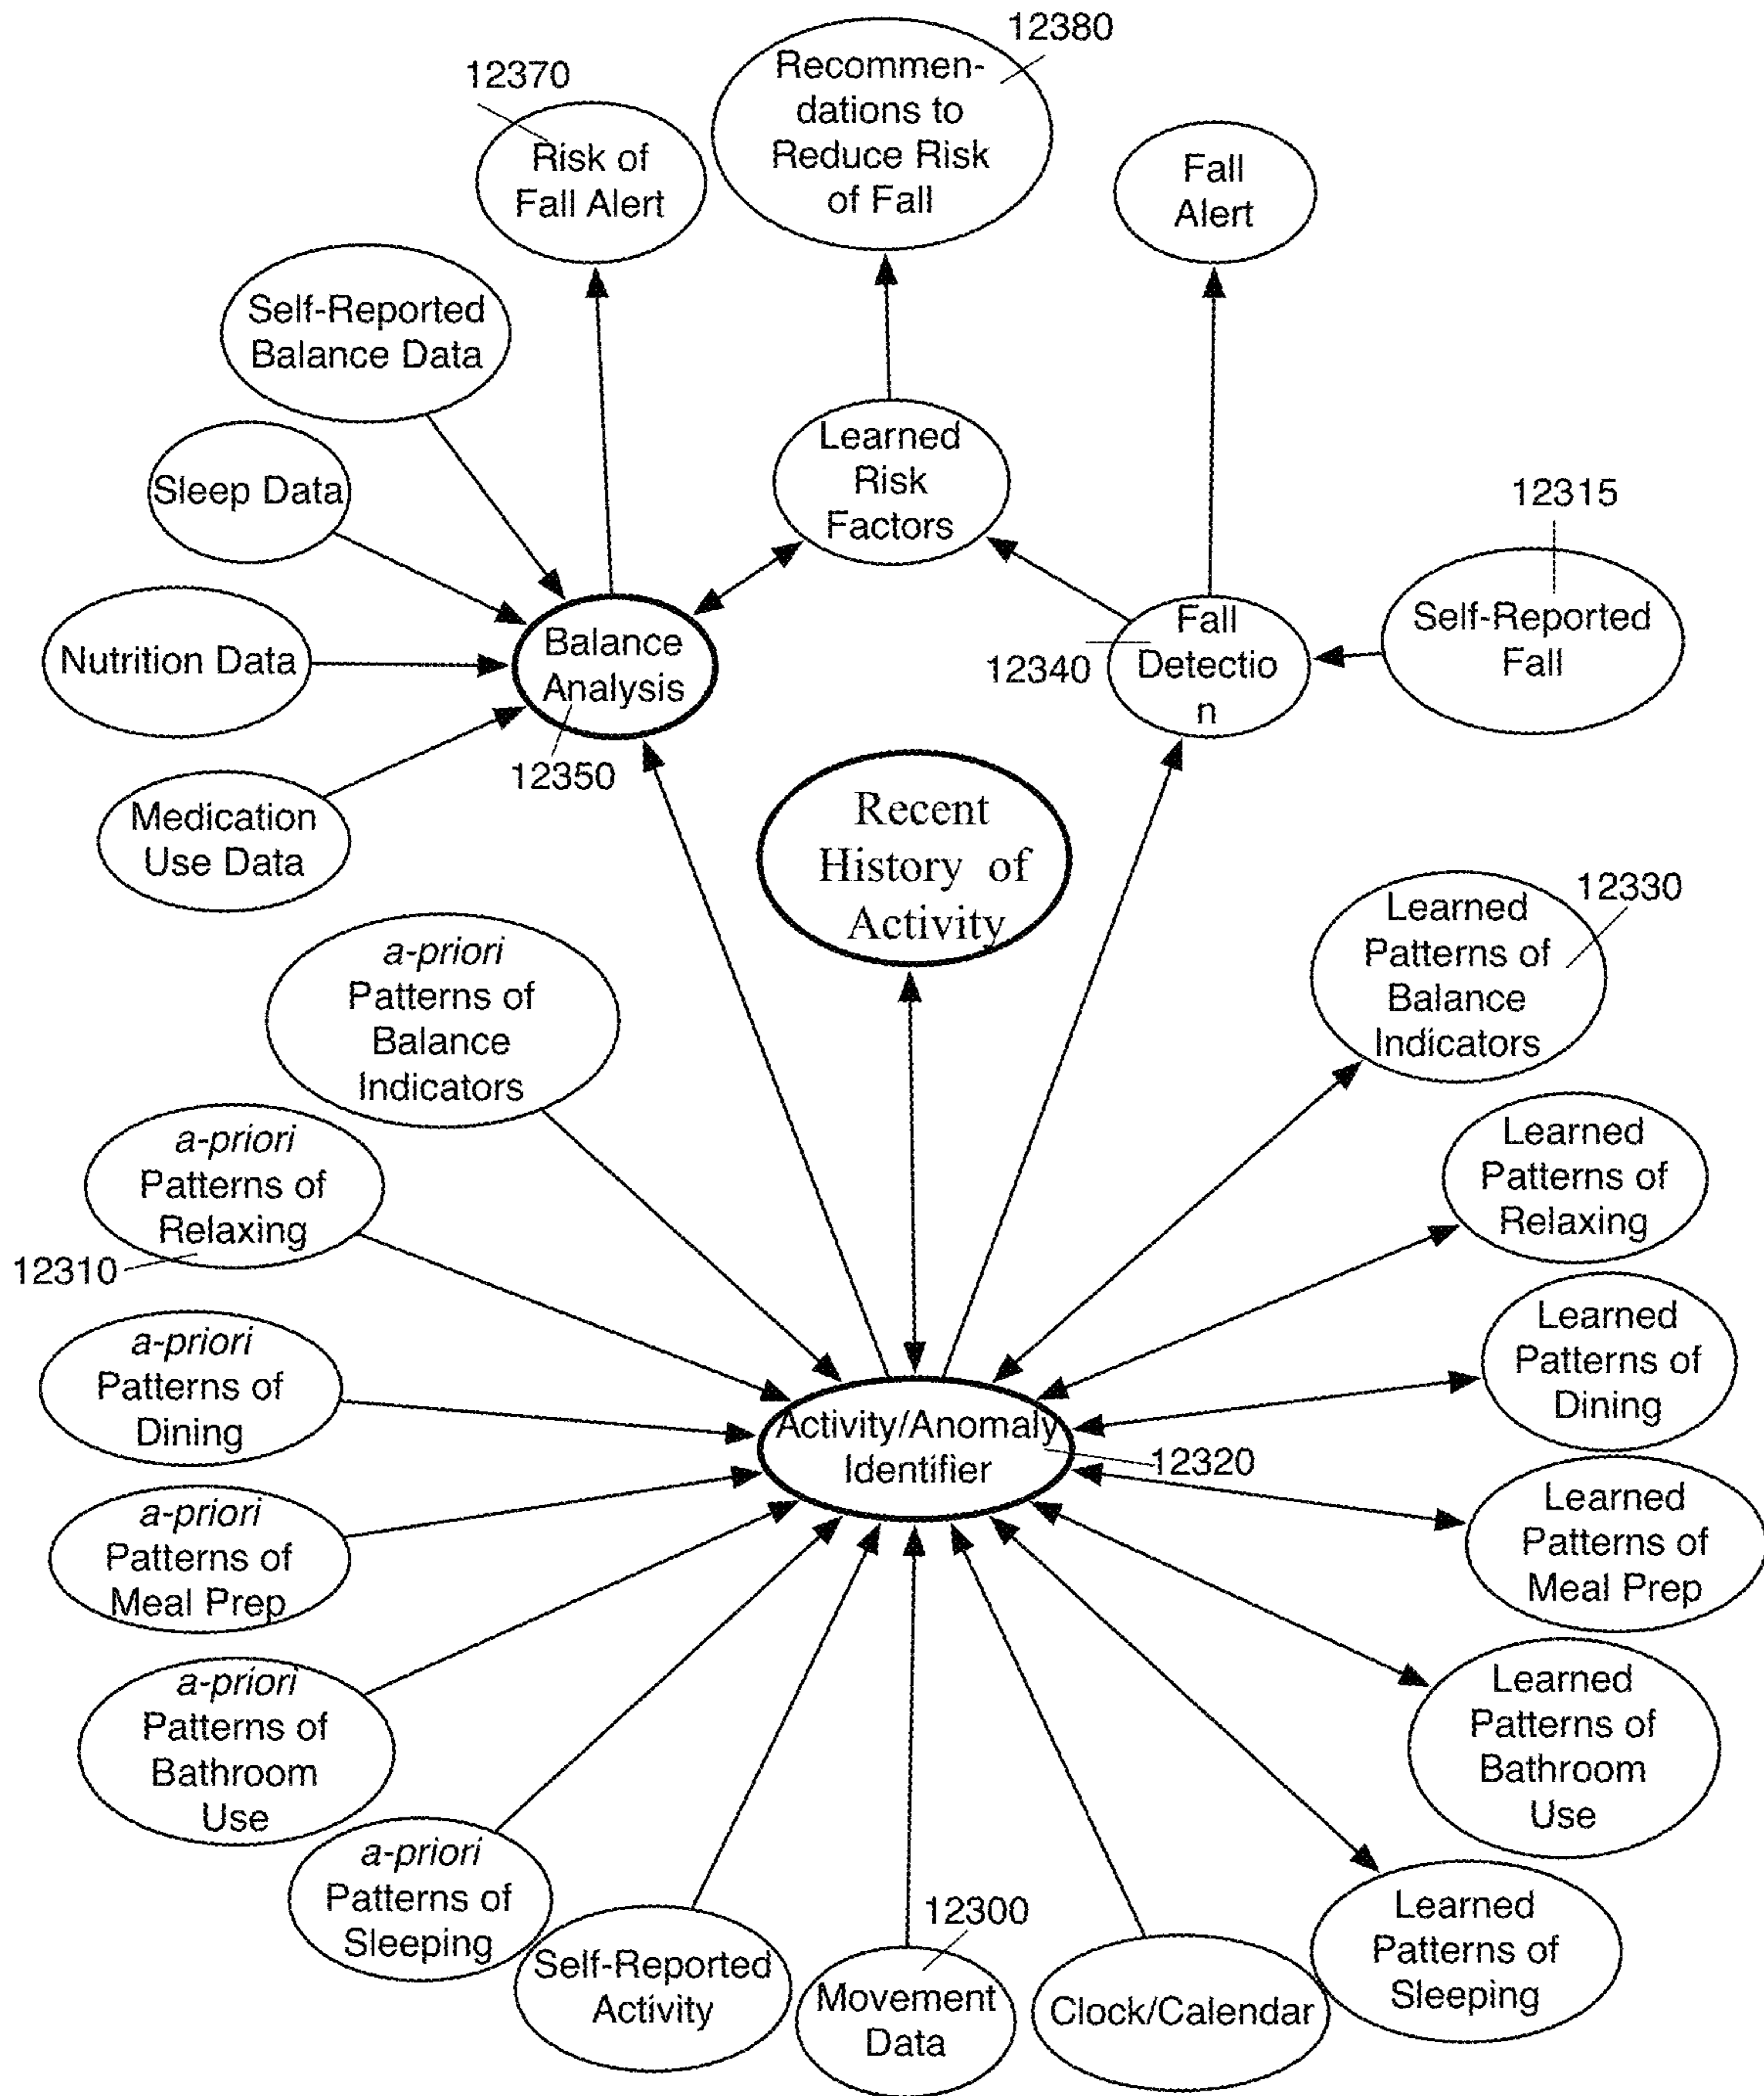 12380
Recommen-
dations to
Reduce Risk
of Fall
12370
Risk of
Fall Alert
Fall
Alert
Self-Reported
Balance Data
Learned
Risk
Factors
Sleep Data
12315
Self-Reported
Fall
Nutrition Data
Balance
Analysis
12350
12340
Fall
Detectio
n
Medication
Use Data
Recent
History of
Activity
12330
Learned
Patterns of
Balance
Indicators
a-priori
Patterns of
Balance
Indicators
a-priori
Patterns of
Relaxing
12310
Learned
Patterns of
Relaxing
a-priori
Patterns of
Dining
Learned
Patterns of
Dining
Activity/Anomaly
Identifier
12320
a-priori
Patterns of
Meal Prep
Learned
Patterns of
Meal Prep
a-priori
Patterns of
Bathroom
Use
Learned
Patterns of
Bathroom
Use
a-priori
Patterns of
Sleeping
Self-Reported
Activity
12300
Movement
Data
Clock/Calendar
Learned
Patterns of
Sleeping